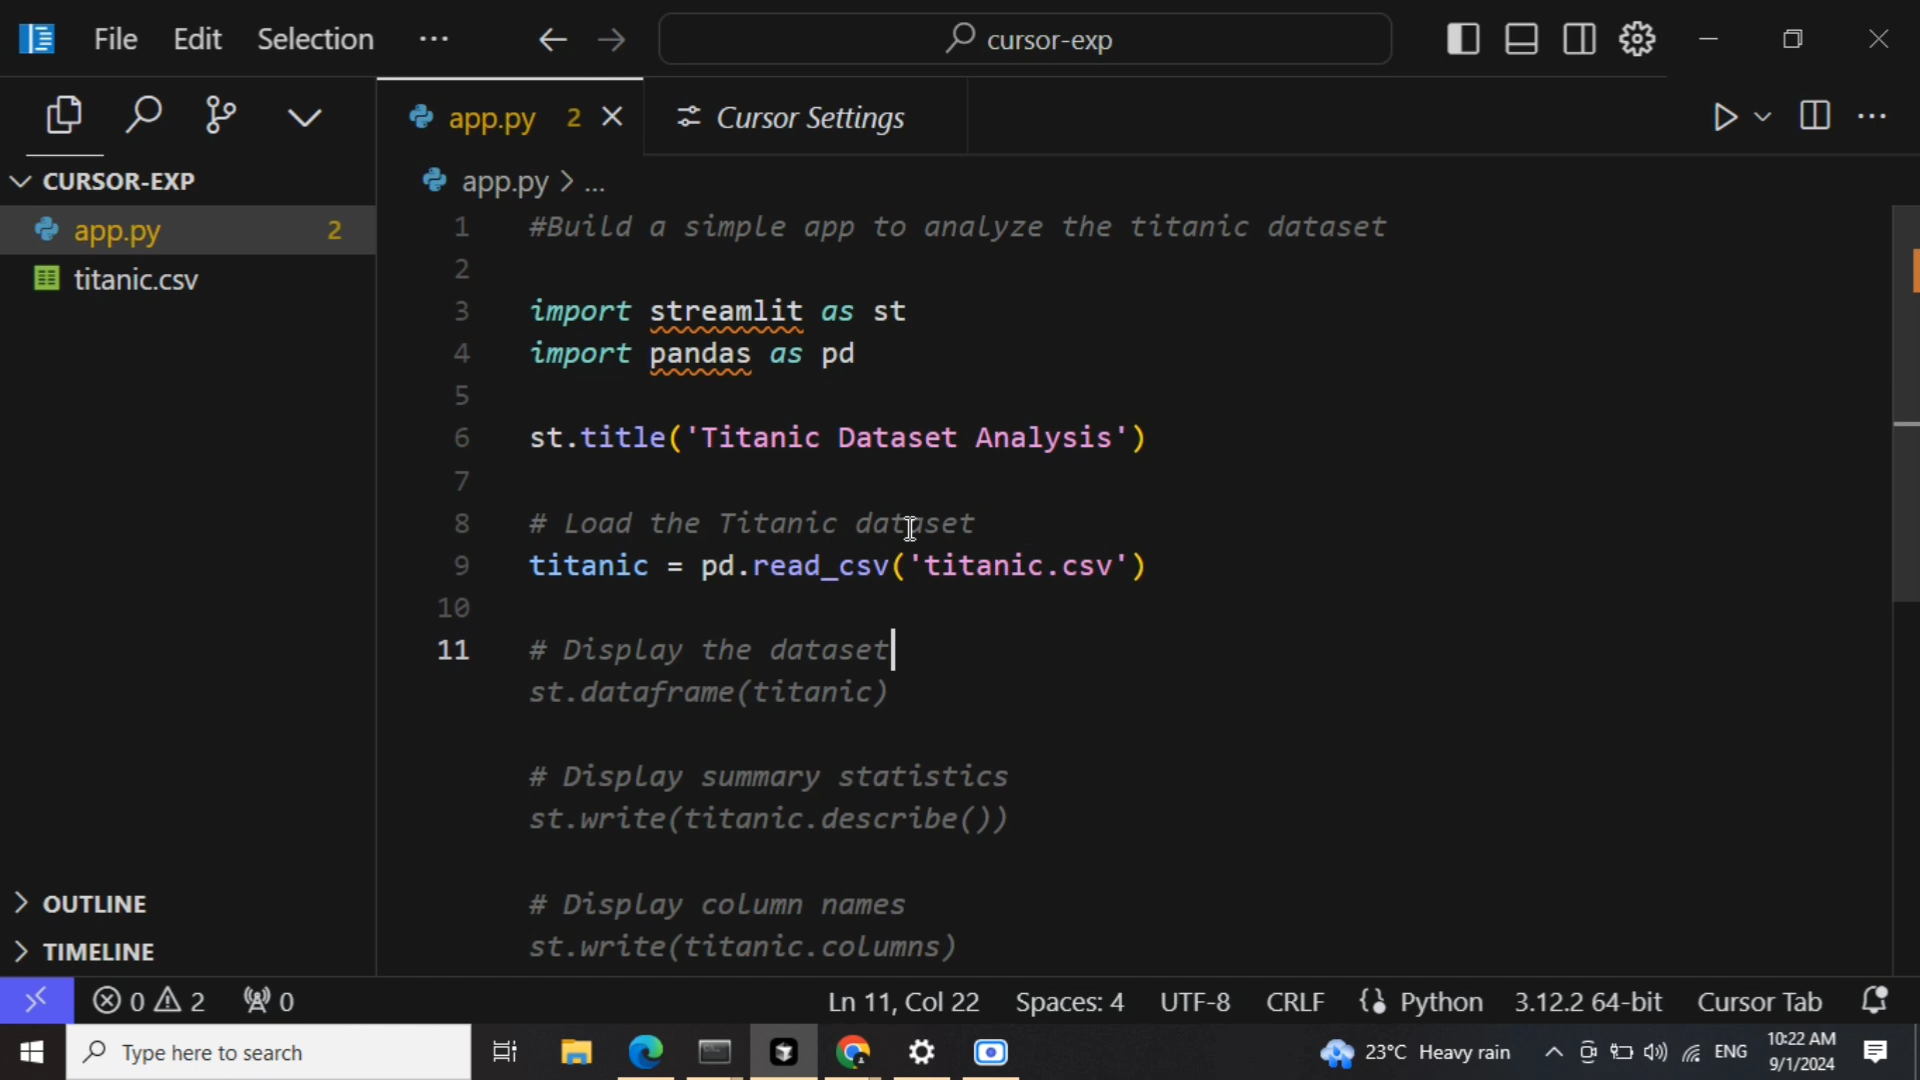 File Edit Selection ··· cursor-exp
app.py 2 Cursor Settings
CURSOR-EXP
app.py 2
titanic.csv
OUTLINE
TIMELINE
app.py > ...
1 #Build a simple app to analyze the titanic dataset
2
3 import streamlit as st
4 import pandas as pd
5
6 st.title('Titanic Dataset Analysis')
7
8 # Load the Titanic dataset
9 titanic = pd.read_csv('titanic.csv')
10
11 # Display the dataset
st.dataframe(titanic)
# Display summary statistics
st.write(titanic.describe())
# Display column names
st.write(titanic.columns)
0 2 0 Ln 11, Col 22 Spaces: 4 UTF-8 CRLF Python 3.12.2 64-bit Cursor Tab
Type here to search 23°C Heavy rain ENG 10:22 AM
9/1/2024